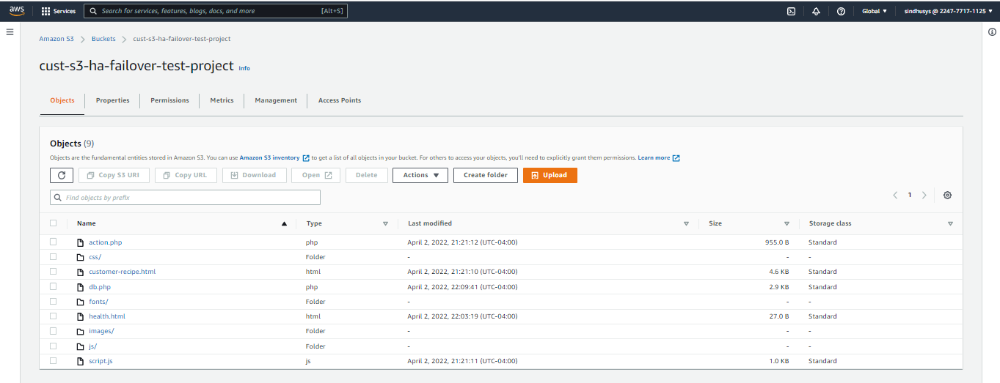 aws Services Search for services, features, blogs, docs, and more [Alt+S] Global ▼ sindhusys @ 2247-7717-1125 ▼
Amazon S3 > Buckets > cust-s3-ha-failover-test-project
cust-s3-ha-failover-test-project Info
Objects Properties Permissions Metrics Management Access Points
Objects (9)
Objects are the fundamental entities stored in Amazon S3. You can use Amazon S3 inventory to get a list of all objects in your bucket. For others to access your objects, you'll need to explicitly grant them permissions. Learn more
Copy S3 URI Copy URL Download Open Delete Actions ▼ Create folder Upload
Find objects by prefix < 1 >
Name ▲ Type Last modified Size Storage class
action.php php April 2, 2022, 21:21:12 (UTC-04:00) 955.0 B Standard
css/ Folder - - -
customer-recipe.html html April 2, 2022, 21:21:10 (UTC-04:00) 4.6 KB Standard
db.php php April 2, 2022, 22:09:41 (UTC-04:00) 2.9 KB Standard
fonts/ Folder - - -
health.html html April 2, 2022, 22:03:19 (UTC-04:00) 27.0 B Standard
images/ Folder - - -
js/ Folder - - -
script.js js April 2, 2022, 21:21:11 (UTC-04:00) 1.0 KB Standard